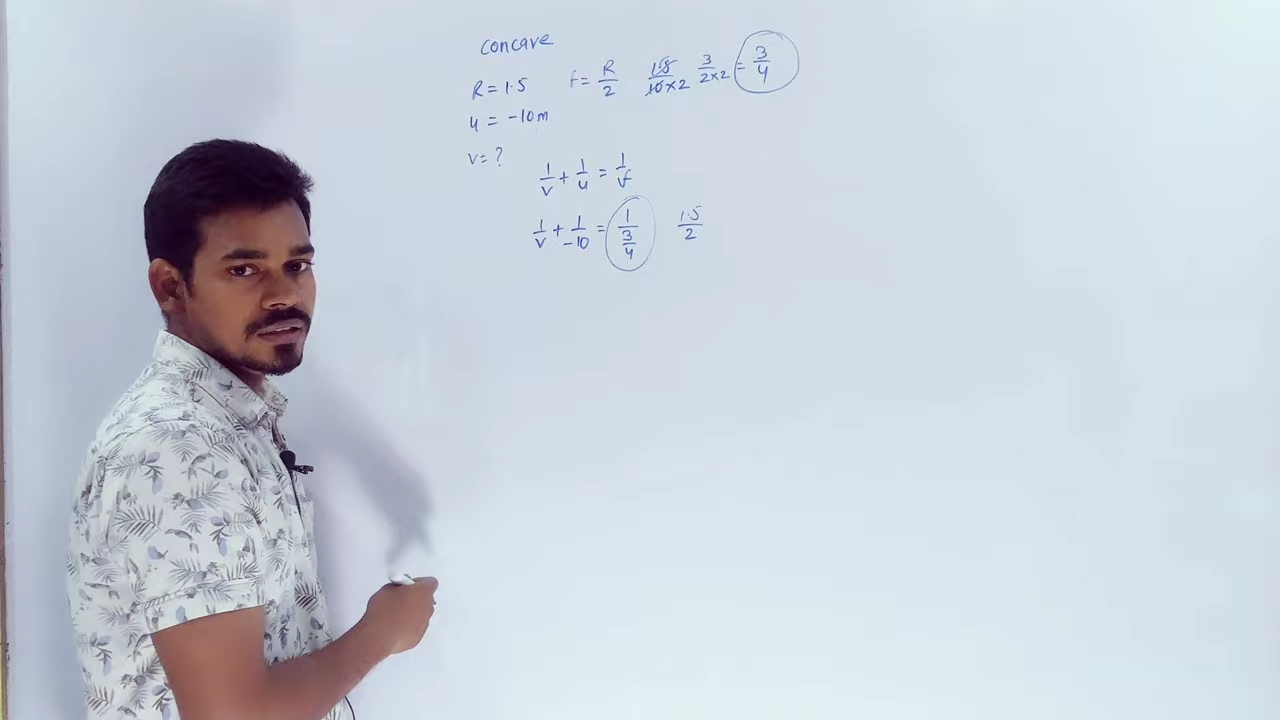 concave
R = 1.5 f = R/2 15/10×2 3/2×2 = 3/4
u = -10m
v = ?
1/v + 1/u = 1/f
1/v + 1/-10 = 1/3/4 1.5/2